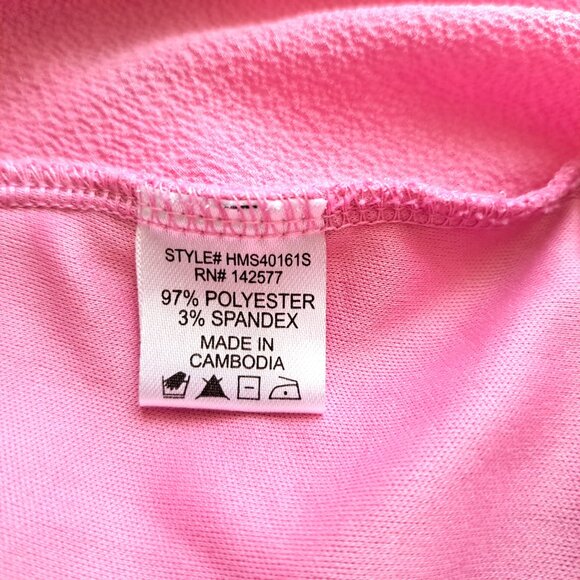 STYLE# HMS40161S
RN# 142577
97% POLYESTER
3% SPANDEX
MADE IN
CAMBODIA